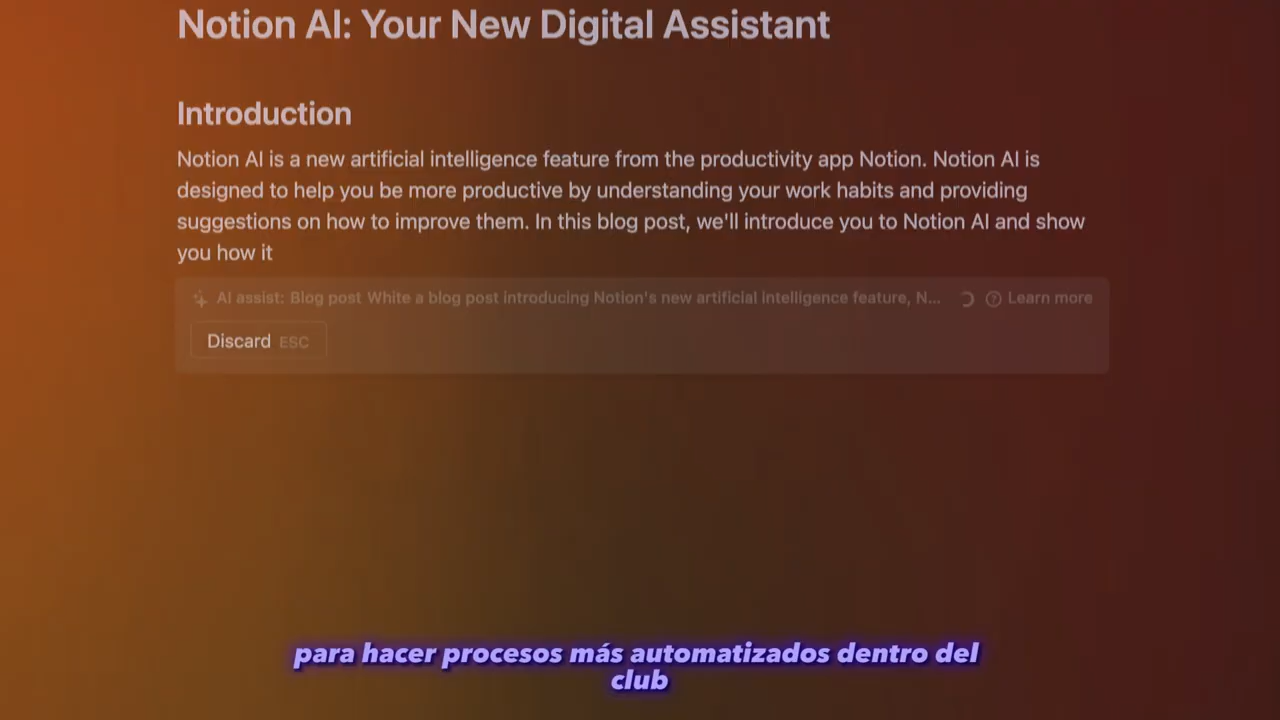 Notion AI: Your New Digital Assistant
Introduction
Notion AI is a new artificial intelligence feature from the productivity app Notion. Notion AI is
designed to help you be more productive by understanding your work habits and providing
suggestions on how to improve them. In this blog post, we'll introduce you to Notion AI and show
you how it
AI assist: Blog post White a blog post introducing Notion's new artificial intelligence feature, N... Learn more
Discard ESC
para hacer procesos más automatizados dentro del
club